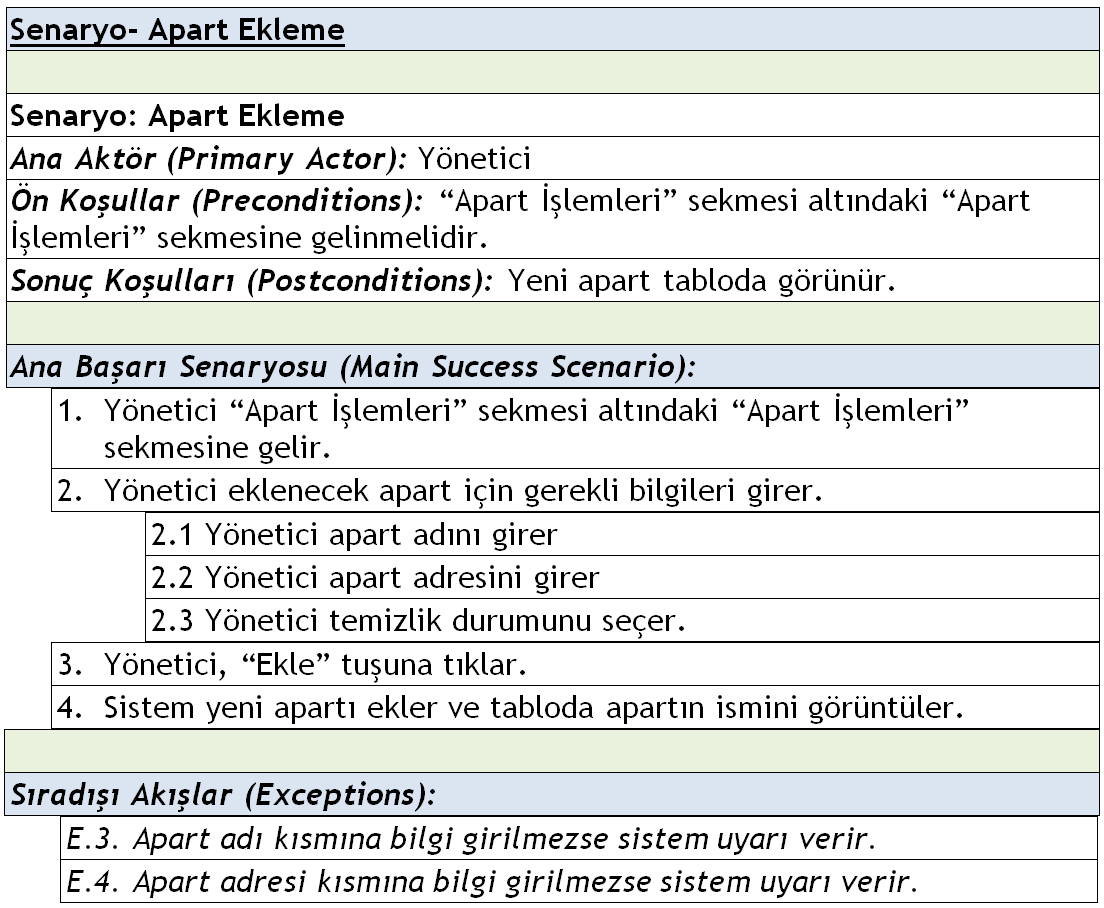 Senaryo- Apart Ekleme
Senaryo: Apart Ekleme
Ana Aktör (Primary Actor): Yönetici
Ön Koşullar (Preconditions): “Apart İşlemleri” sekmesi altındaki “Apart
İşlemleri” sekmesine gelinmelidir.
Sonuç Koşulları (Postconditions): Yeni apart tabloda görünür.
Ana Başarı Senaryosu (Main Success Scenario):
1. Yönetici “Apart İşlemleri” sekmesi altındaki “Apart İşlemleri”
sekmesine gelir.
2. Yönetici eklenecek apart için gerekli bilgileri girer.
2.1 Yönetici apart adını girer
2.2 Yönetici apart adresini girer
2.3 Yönetici temizlik durumunu seçer.
3. Yönetici, “Ekle” tuşuna tıklar.
4. Sistem yeni apartı ekler ve tabloda apartın ismini görüntüler.
Sıradışı Akışlar (Exceptions):
E.3. Apart adı kısmına bilgi girilmezse sistem uyarı verir.
E.4. Apart adresi kısmına bilgi girilmezse sistem uyarı verir.